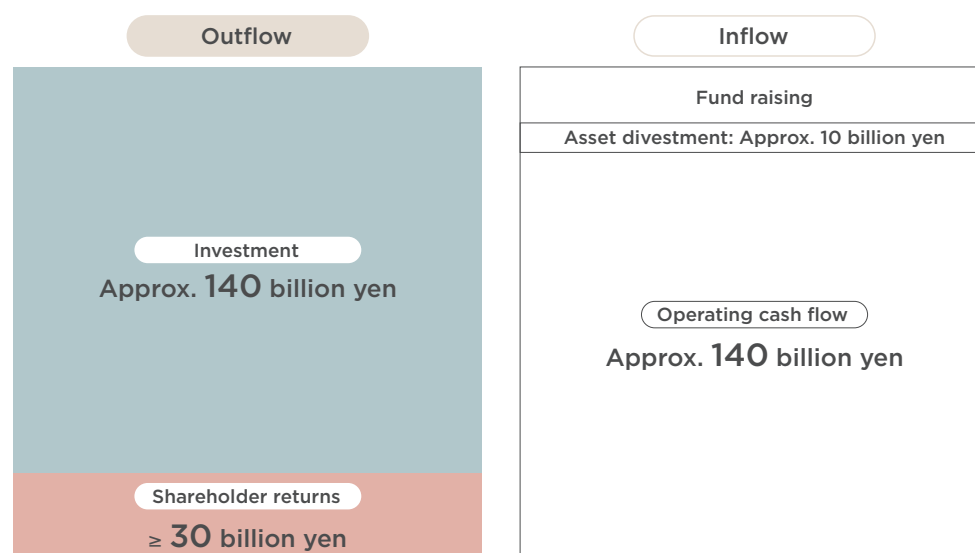 Outflow
Investment
Approx. 140 billion yen
Shareholder returns
≥ 30 billion yen
Inflow
Fund raising
Asset divestment: Approx. 10 billion yen
Operating cash flow
Approx. 140 billion yen